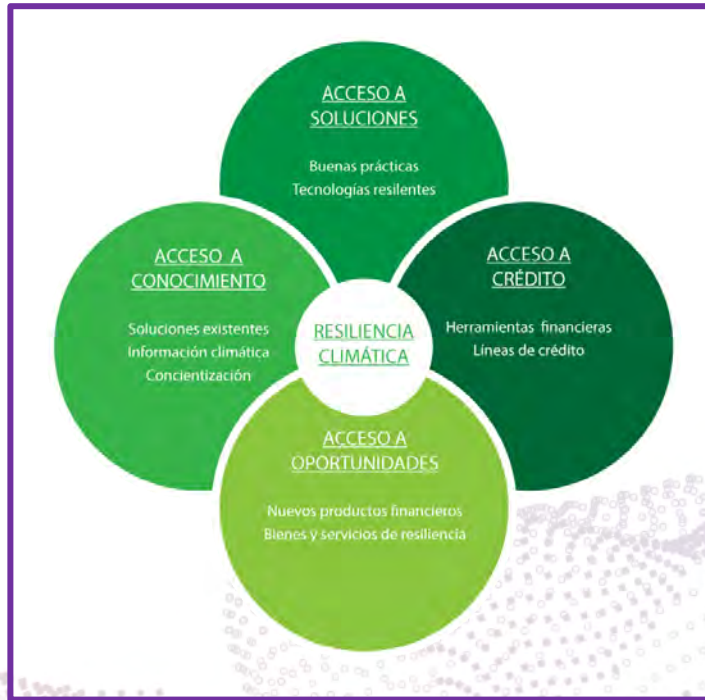 ACCESO A
SOLUCIONES
Buenas prácticas
Tecnologías resilentes
ACCESO A
CONOCIMIENTO
Soluciones existentes
Información climática
Concientización
RESILIENCIA
CLIMÁTICA
ACCESO A
CRÉDITO
Herramientas financieras
Líneas de crédito
ACCESO A
OPORTUNIDADES
Nuevos productos financieros
Bienes y servicios de resiliencia